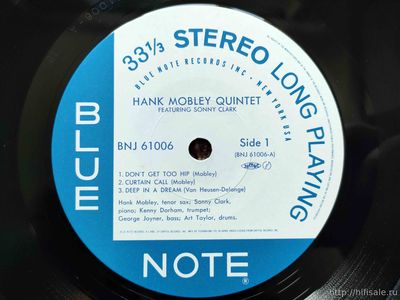 33 1/3 STEREO LONG PLAYING
BLUE NOTE RECORDS INC · NEW YORK USA
HANK MOBLEY QUINTET
FEATURING SONNY CLARK
BNJ 61006
Side 1
(BNJ 61006-A)
1. DON'T GET TOO HIP (Mobley)
2. CURTAIN CALL (Mobley)
3. DEEP IN A DREAM (Van Heusen-Delange)
Hank Mobley, tenor sax; Sonny Clark,
piano; Kenny Dorham, trumpet;
George Joyner, bass; Art Taylor, drums.
BLUE
NOTE
®
http://hifisale.ru